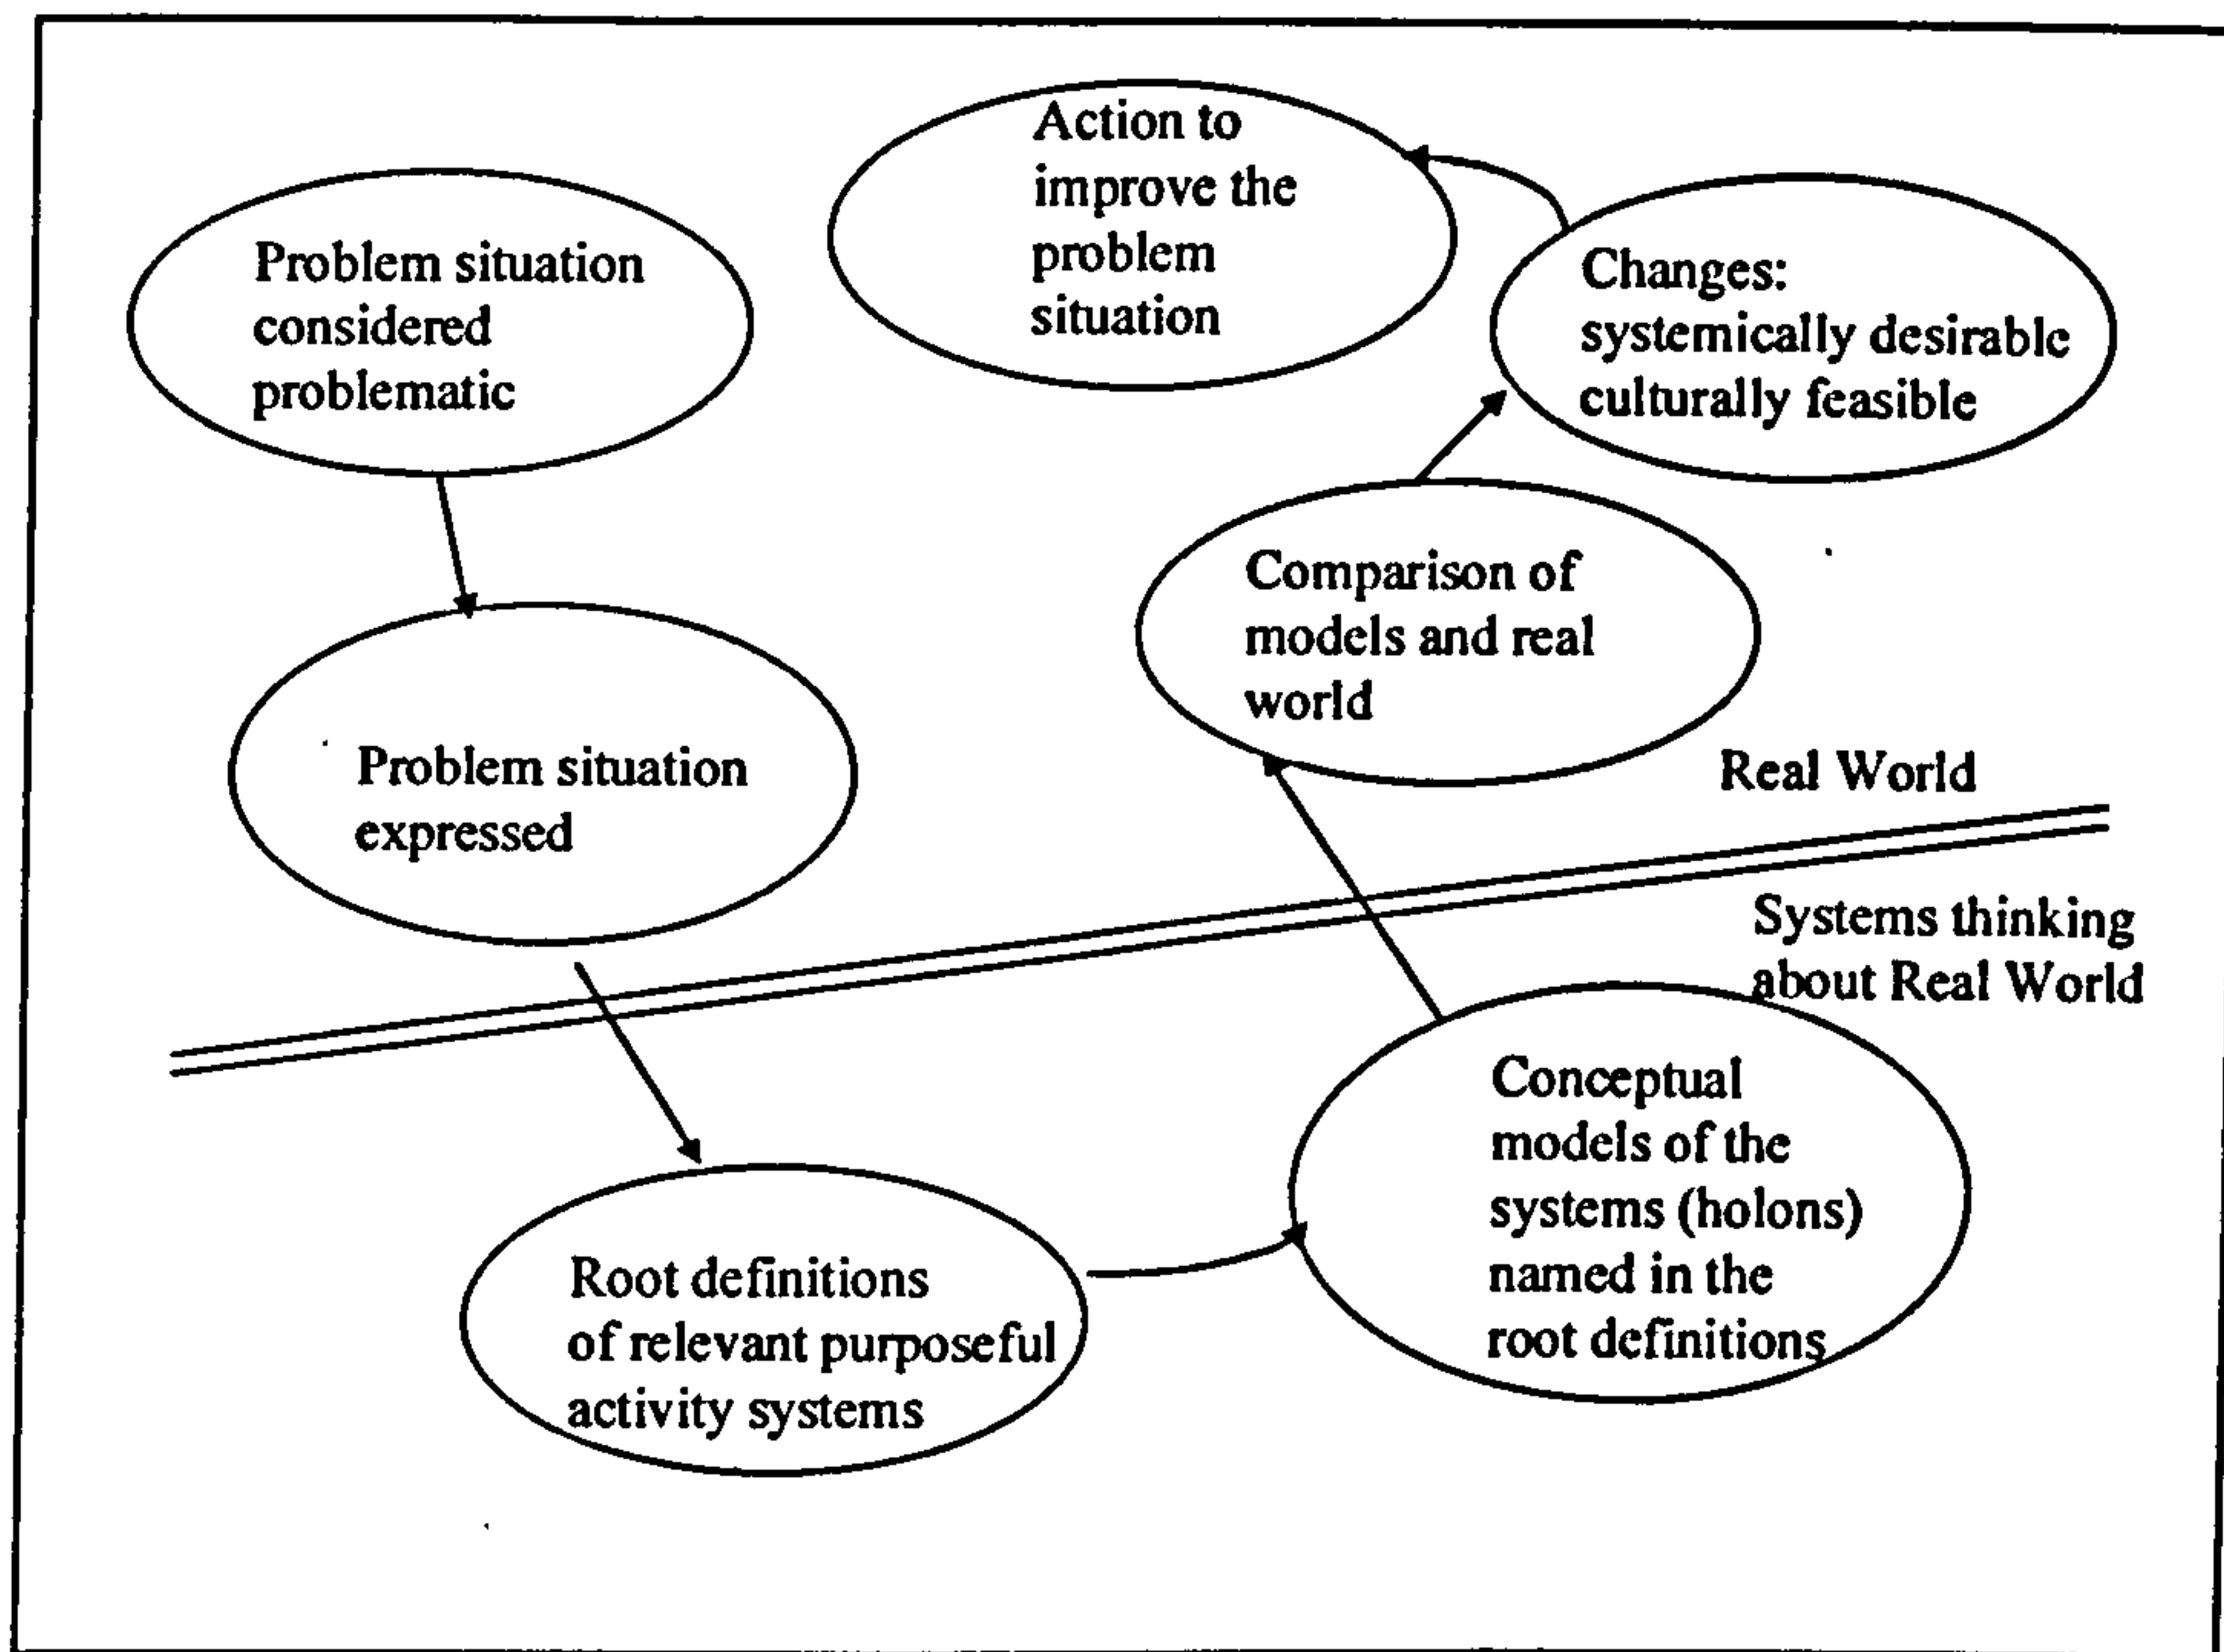 Problem situation
considered
problematic
Problem situation
expressed
Root definitions
of relevant purposeful
activity systems
Conceptual
models of the
systems (holons)
named in the
root definitions
Comparison of
models and real
world
Changes:
systemically desirable
culturally feasible
Action to
improve the
problem
situation
Real World
Systems thinking
about Real World